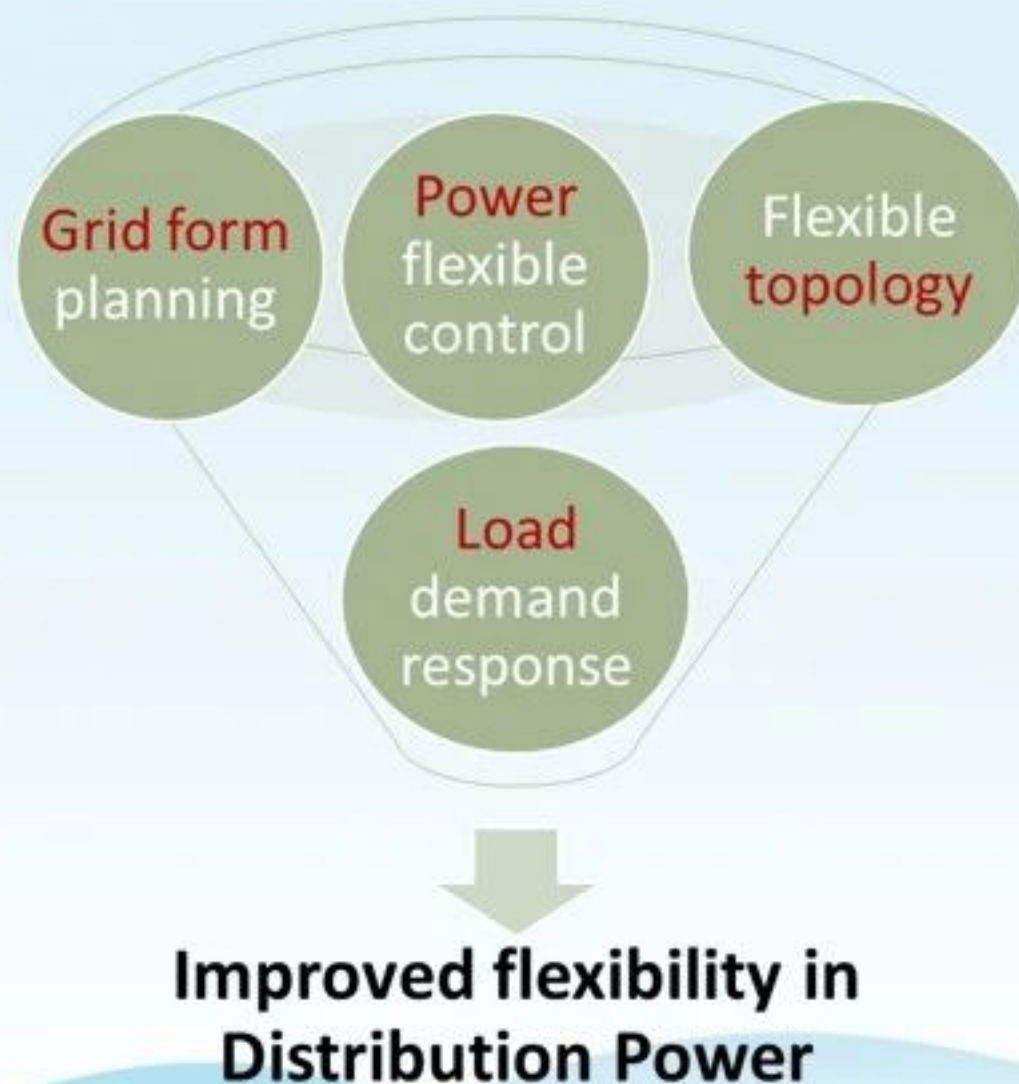 Grid form
planning
Power
flexible
control
Flexible
topology
Load
demand
response
Improved flexibility in
Distribution Power